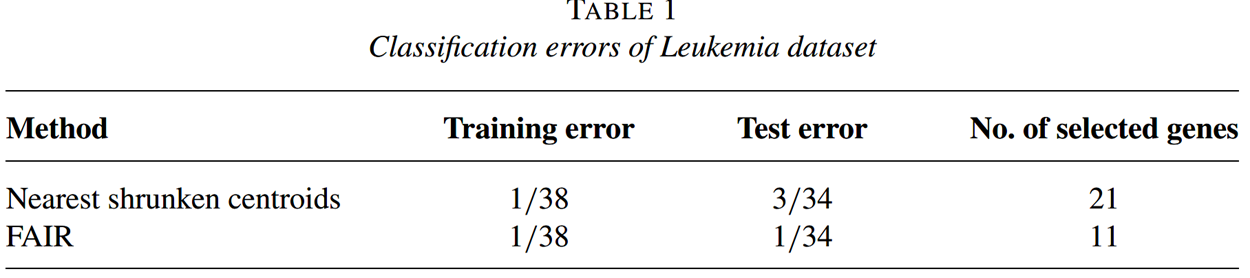 TABLE 1
Classification errors of Leukemia dataset
Method Training error Test error No. of selected genes
Nearest shrunken centroids 1/38 3/34 21
FAIR 1/38 1/34 11